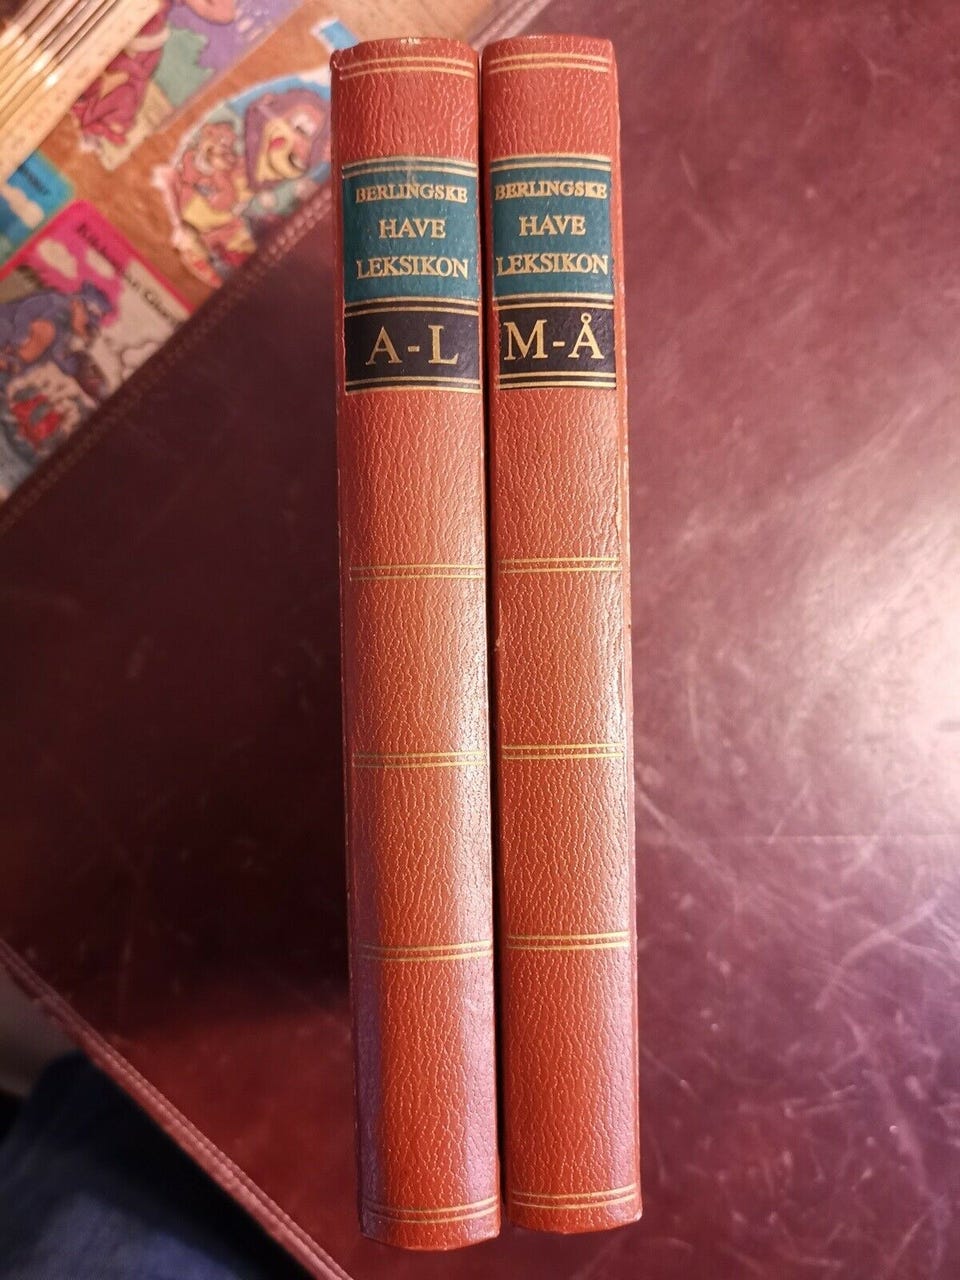 BERLINGSKE
HAVE
LEKSIKON
A-L
BERLINGSKE
HAVE
LEKSIKON
M-Å